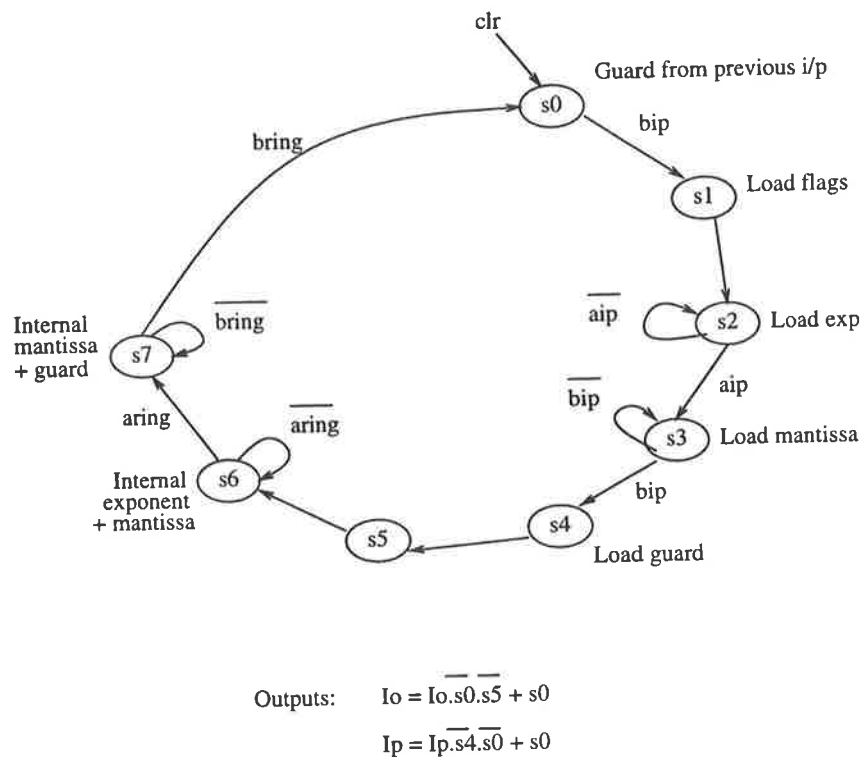 clr
Guard from previous i/p
s0
bip
bring
s1
Load flags
aip
s2
Load exp
bring
Internal
mantissa
+ guard
s7
aip
bip
aring
aring
s3
Load mantissa
Internal
exponent
+ mantissa
s6
bip
s4
s5
Load guard
Outputs: Io = Io.s0.s5 + s0
Ip = Ip.s4.s0 + s0